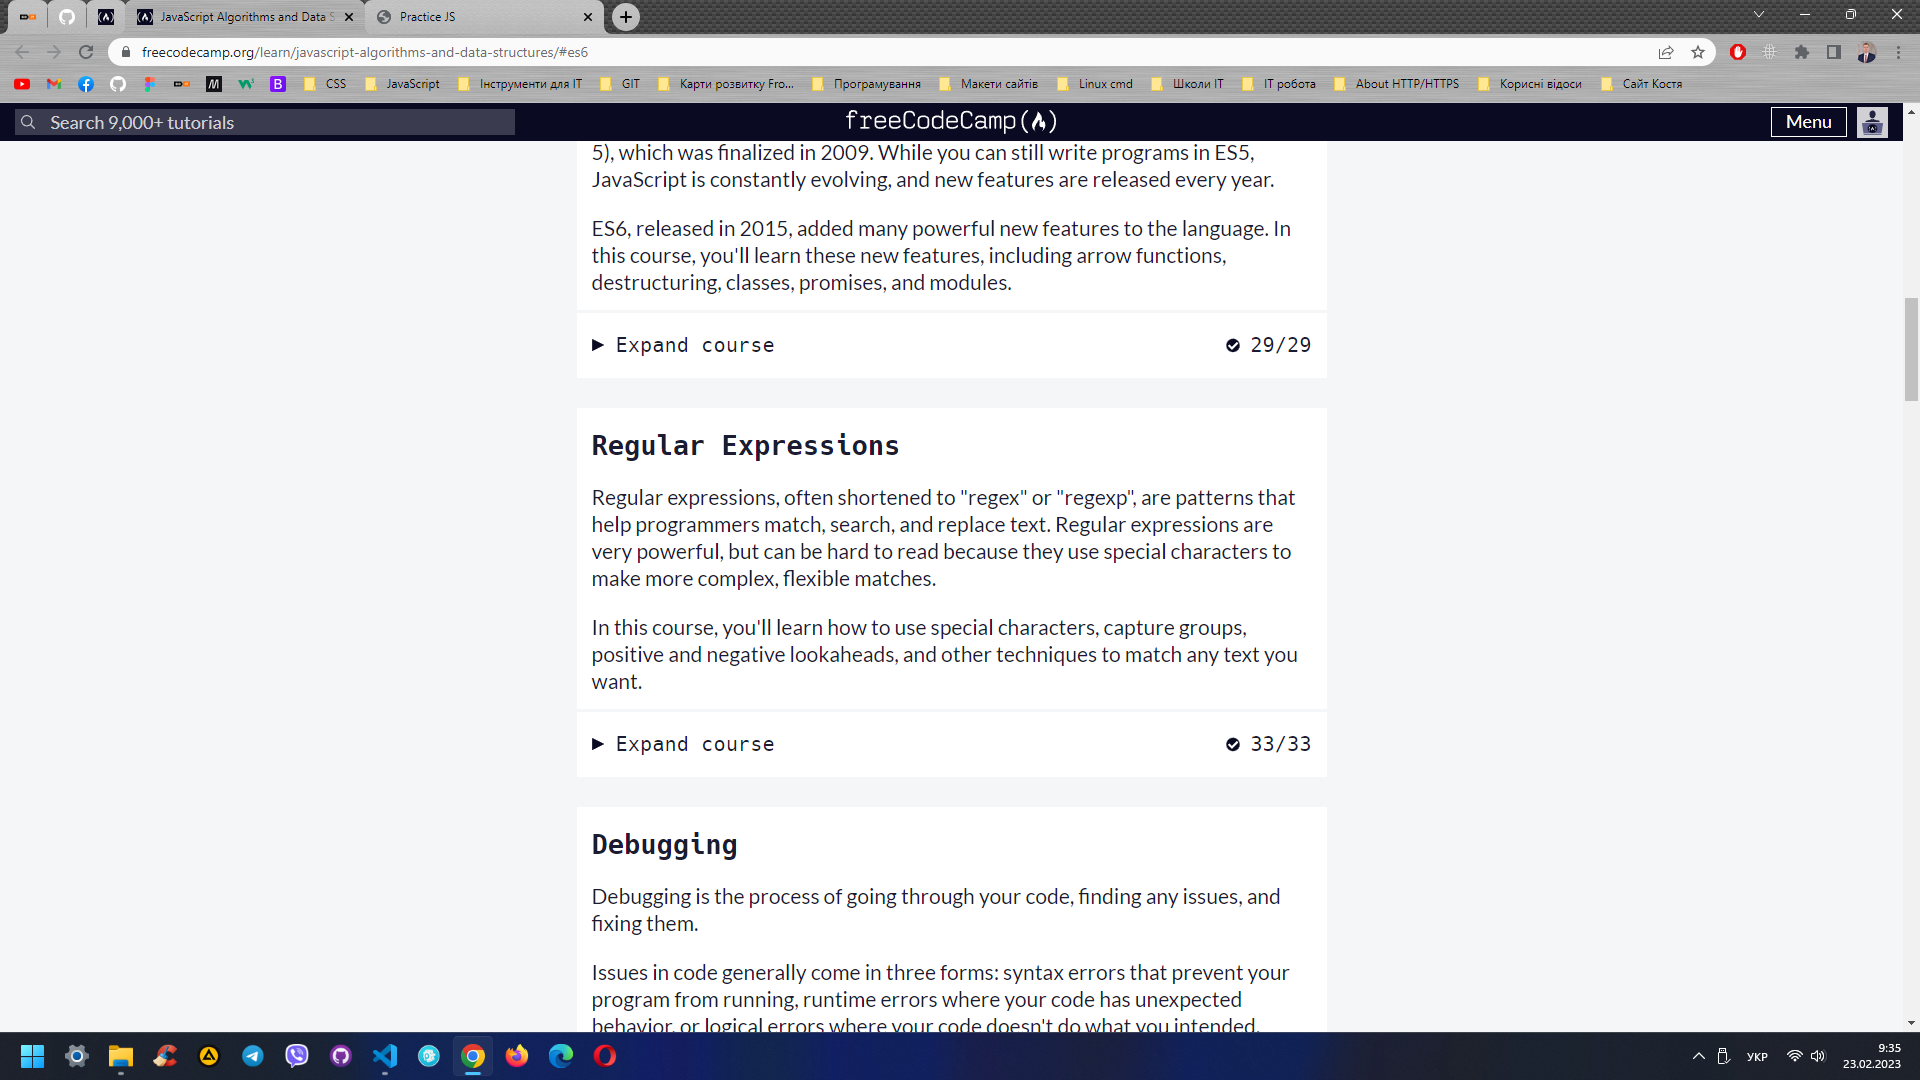 JavaScript Algorithms and Data S
Practice JS
freecodecamp.org/learn/javascript-algorithms-and-data-structures/#es6
CSS
JavaScript
Інструменти для ІТ
GIT
Карти розвитку Fro...
Програмування
Макети сайтів
Linux cmd
Школи ІТ
ІТ робота
About HTTP/HTTPS
Корисні відоси
Сайт Костя
Search 9,000+ tutorials
freeCodeCamp
Menu
5), which was finalized in 2009. While you can still write programs in ES5,
JavaScript is constantly evolving, and new features are released every year.
ES6, released in 2015, added many powerful new features to the language. In
this course, you'll learn these new features, including arrow functions,
destructuring, classes, promises, and modules.
Expand course
29/29
Regular Expressions
Regular expressions, often shortened to "regex" or "regexp", are patterns that
help programmers match, search, and replace text. Regular expressions are
very powerful, but can be hard to read because they use special characters to
make more complex, flexible matches.
In this course, you'll learn how to use special characters, capture groups,
positive and negative lookaheads, and other techniques to match any text you
want.
Expand course
33/33
Debugging
Debugging is the process of going through your code, finding any issues, and
fixing them.
Issues in code generally come in three forms: syntax errors that prevent your
program from running, runtime errors where your code has unexpected
behavior, or logical errors where your code doesn't do what you intended.
УКР
9:35
23.02.2023